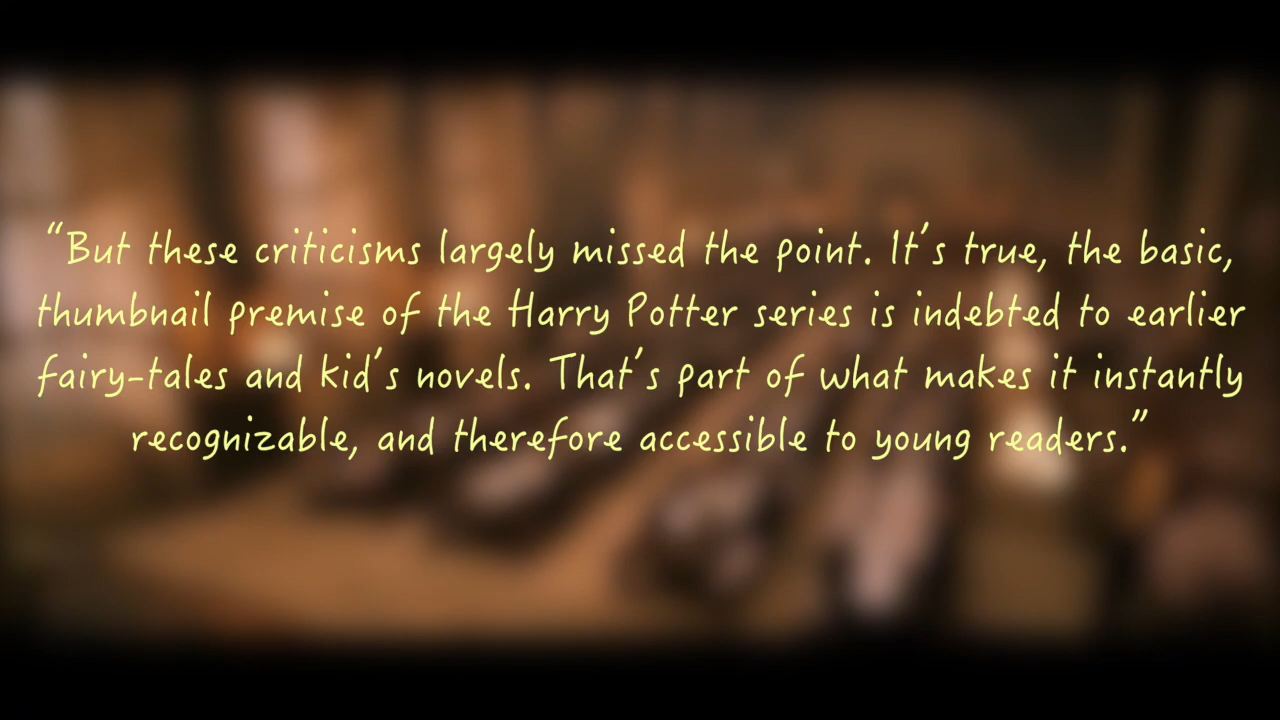 “But these criticisms largely missed the point. It’s true, the basic,
thumbnail premise of the Harry Potter series is indebted to earlier
fairy-tales and kid’s novels. That’s part of what makes it instantly
recognizable, and therefore accessible to young readers.”